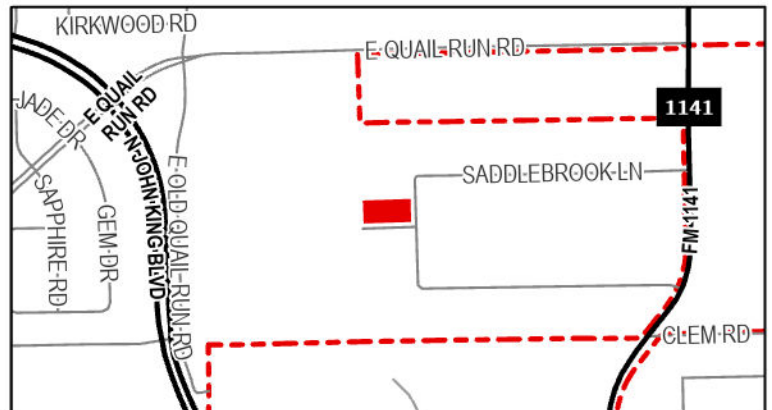 KIRKWOOD RD
E QUAIL RUN RD
E QUAIL
RUN RD
1141
JADE DR
N JOHN KING BLVD
E OLD QUAIL RUN RD
SADDLEBROOK LN
SAPPHIRE RD
GEM DR
FM 1141
CLEM RD